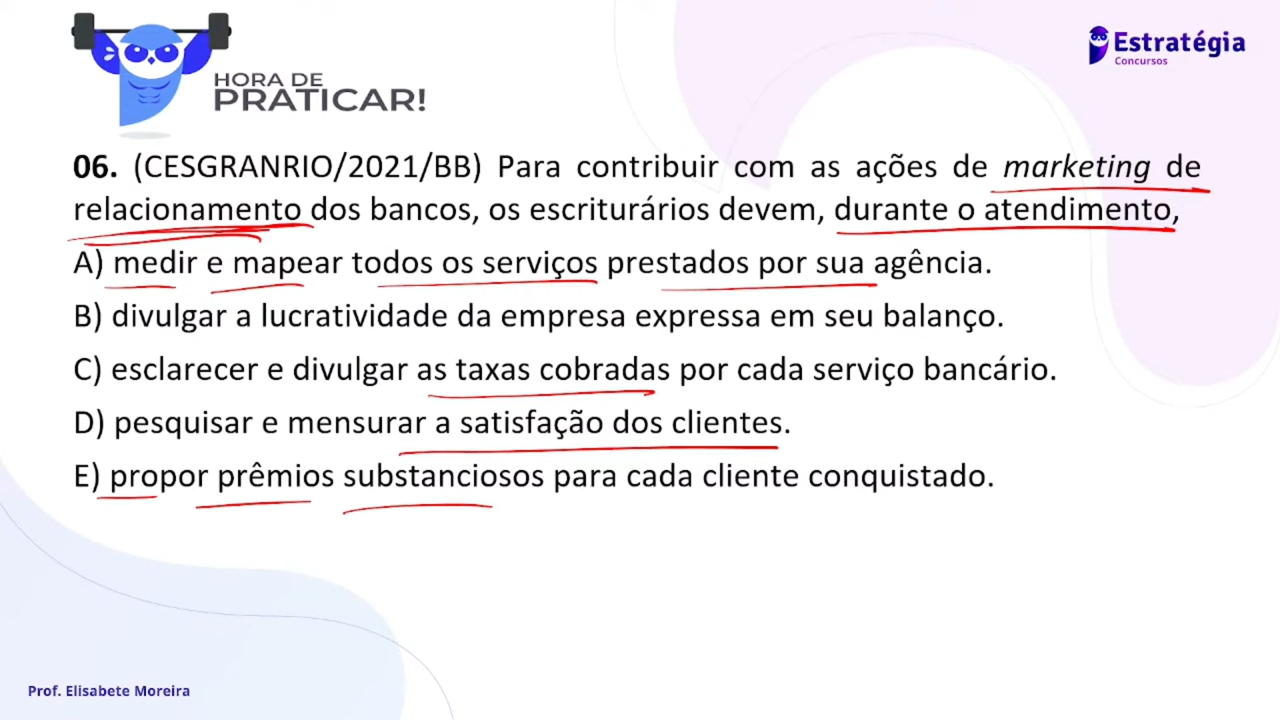 HORA DE
PRATICAR!
Estratégia
Concursos
06. (CESGRANRIO/2021/BB) Para contribuir com as ações de marketing de
relacionamento dos bancos, os escriturários devem, durante o atendimento,
A) medir e mapear todos os serviços prestados por sua agência.
B) divulgar a lucratividade da empresa expressa em seu balanço.
C) esclarecer e divulgar as taxas cobradas por cada serviço bancário.
D) pesquisar e mensurar a satisfação dos clientes.
E) propor prêmios substanciosos para cada cliente conquistado.
Prof. Elisabete Moreira